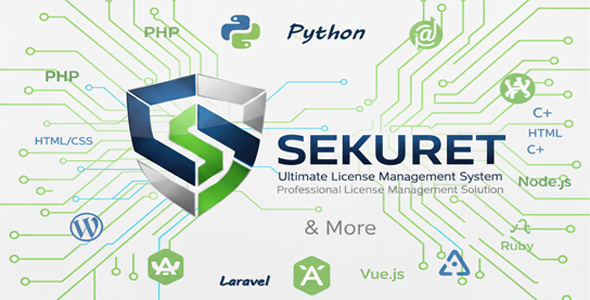 PHP
Python
PHP
C+
HTML/CSS
HTML
C+
SEKURET
Ultimate License Management System
Professional License Management Solution
Node.js
& More
Ruby
Laravel
Vue.js